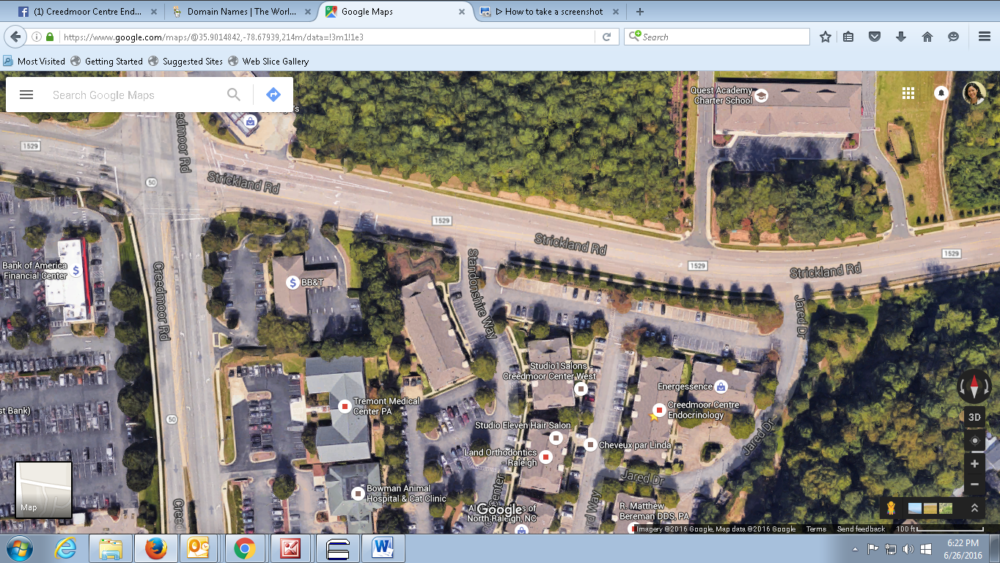 (1) Creedmoor Centre End...
Domain Names | The Worl...
Google Maps
How to take a screenshot
https://www.google.com/maps/@35.9014842,-78.67939,214m/data=!3m1!1e3
Search
Most Visited
Getting Started
Suggested Sites
Web Slice Gallery
Search Google Maps
Quest Academy
Charter School
1529
edmoor Rd
50
Strickland Rd
1529
Strickland Rd
1529
1529
Strickland Rd
Bank of America
Financial Center
BB&T
Creedmoor Rd
Standonshire Way
Jared Dr
Studio1Salons -
Creedmoor Center West
Energessence
Tremont Medical
Center PA
Creedmoor Centre
Endocrinology
st Bank)
50
Studio Eleven Hair Salon
Cheveux par Linda
Jared Dr
Land Orthodontics
- Raleigh
Jared Dr
Bowman Animal
Hospital & Cat Clinic
Center
d Way
Creed
R. Matthew
Bereman DDS, PA
Al
Google
s of
North Raleigh, NC
3D
Map
Imagery ©2016 Google, Map data ©2016 Google
Terms
Send feedback
100 ft
6:22 PM
6/26/2016